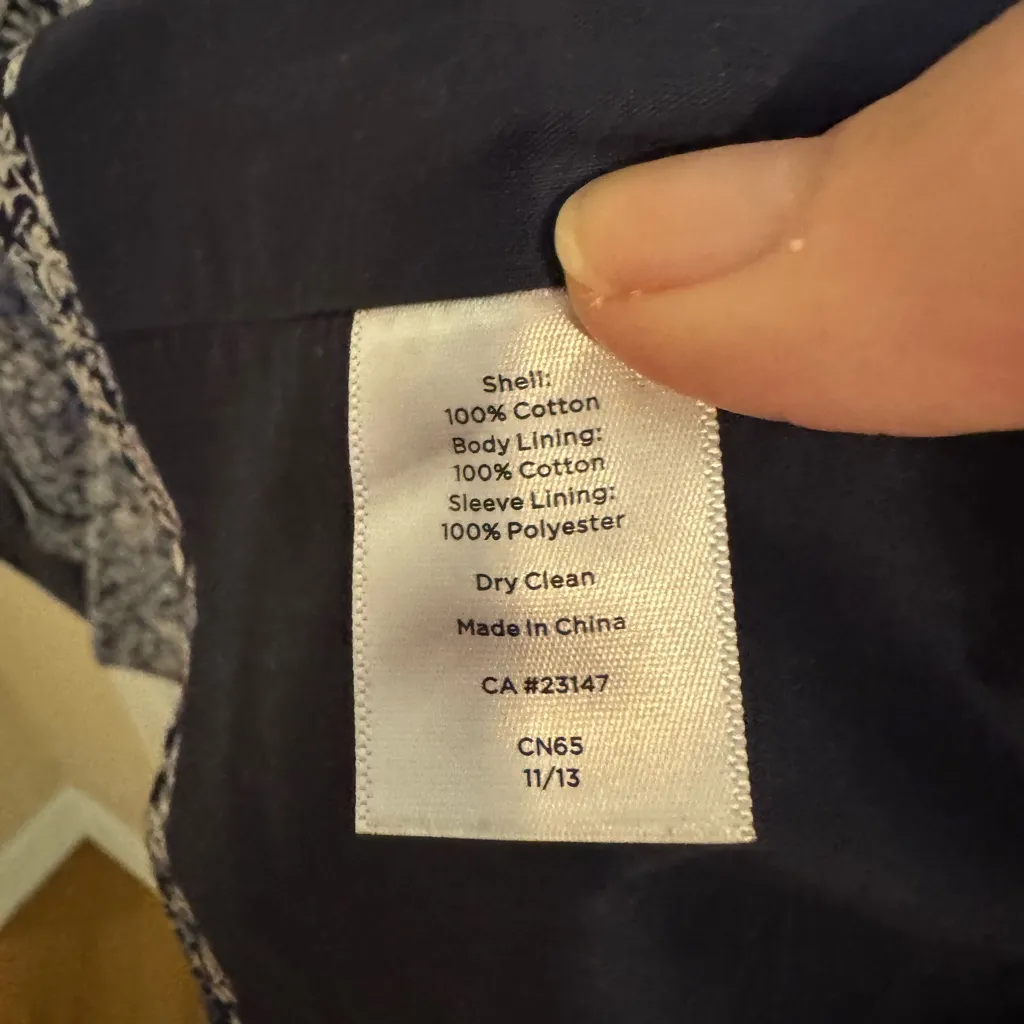 Shell:
100% Cotton
Body Lining:
100% Cotton
Sleeve Lining:
100% Polyester
Dry Clean
Made In China
CA #23147
CN65
11/13